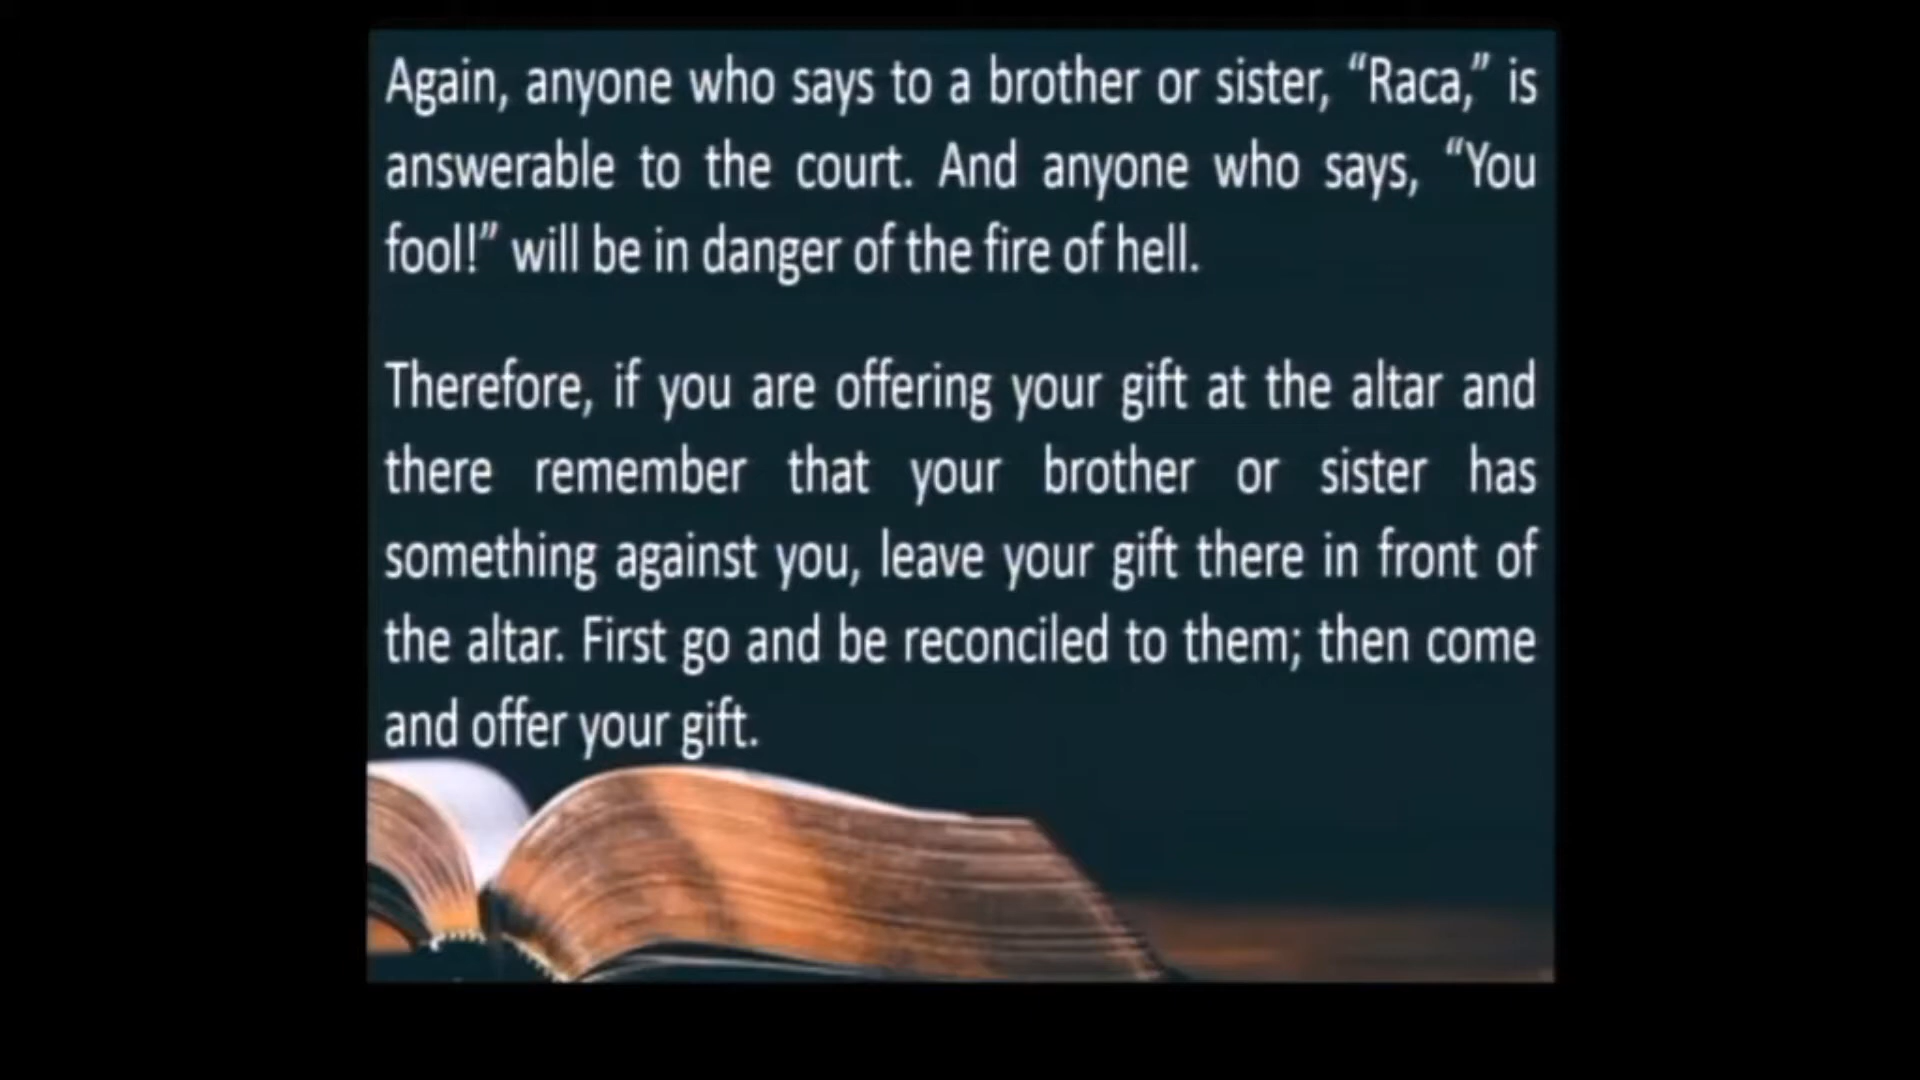 Again, anyone who says to a brother or sister, “Raca,” is
answerable to the court. And anyone who says, “You
fool!” will be in danger of the fire of hell.
Therefore, if you are offering your gift at the altar and
there remember that your brother or sister has
something against you, leave your gift there in front of
the altar. First go and be reconciled to them; then come
and offer your gift.